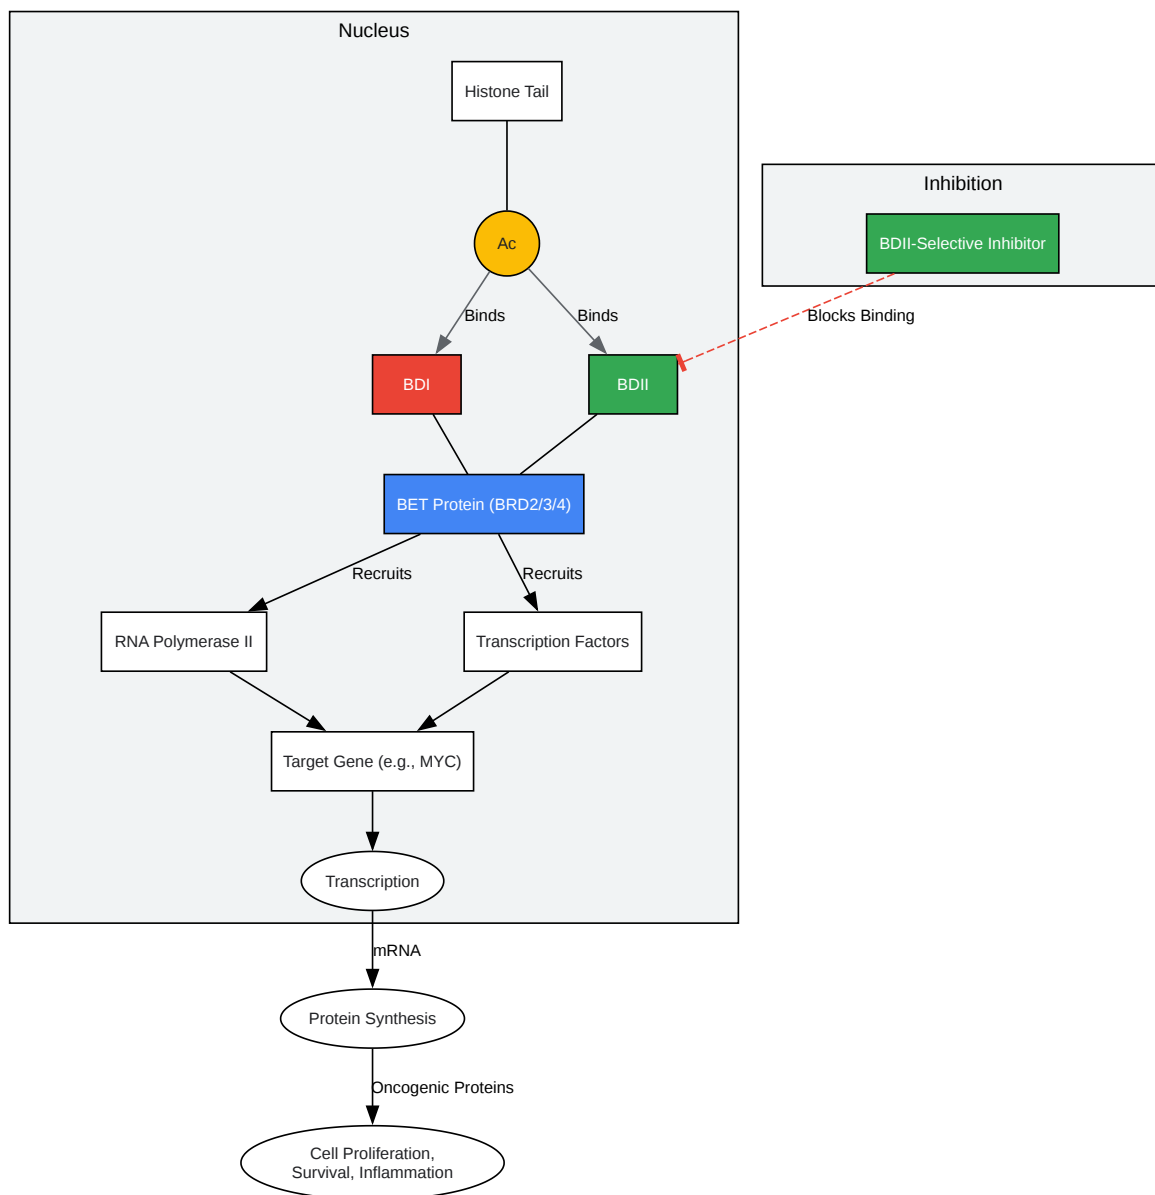 Nucleus
Histone Tail
Inhibition
Ac
BDII-Selective Inhibitor
Binds
Binds
Blocks Binding
BDI
BDII
BET Protein (BRD2/3/4)
Recruits
Recruits
RNA Polymerase II
Transcription Factors
Target Gene (e.g., MYC)
Transcription
mRNA
Protein Synthesis
Oncogenic Proteins
Cell Proliferation,
Survival, Inflammation